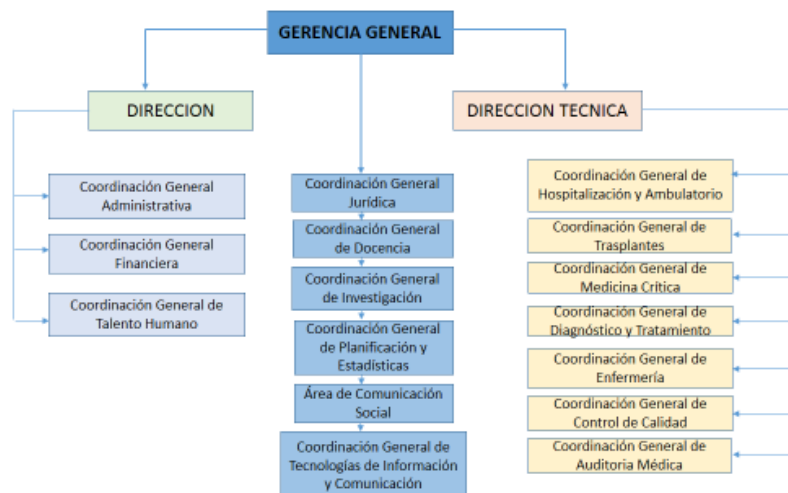 GERENCIA GENERAL
DIRECCION
DIRECCION TECNICA
Coordinación General
Administrativa
Coordinación General
Financiera
Coordinación General de
Talento Humano
Coordinación General
Jurídica
Coordinación General
de Docencia
Coordinación General
de Investigación
Coordinación General
de Planificación y
Estadísticas
Área de Comunicación
Social
Coordinación General de
Tecnologías de Información
y Comunicación
Coordinación General de
Hospitalización y Ambulatorio
Coordinación General de
Trasplantes
Coordinación General de
Medicina Crítica
Coordinación General de
Diagnóstico y Tratamiento
Coordinación General de
Enfermería
Coordinación General de
Control de Calidad
Coordinación General de
Auditoria Médica